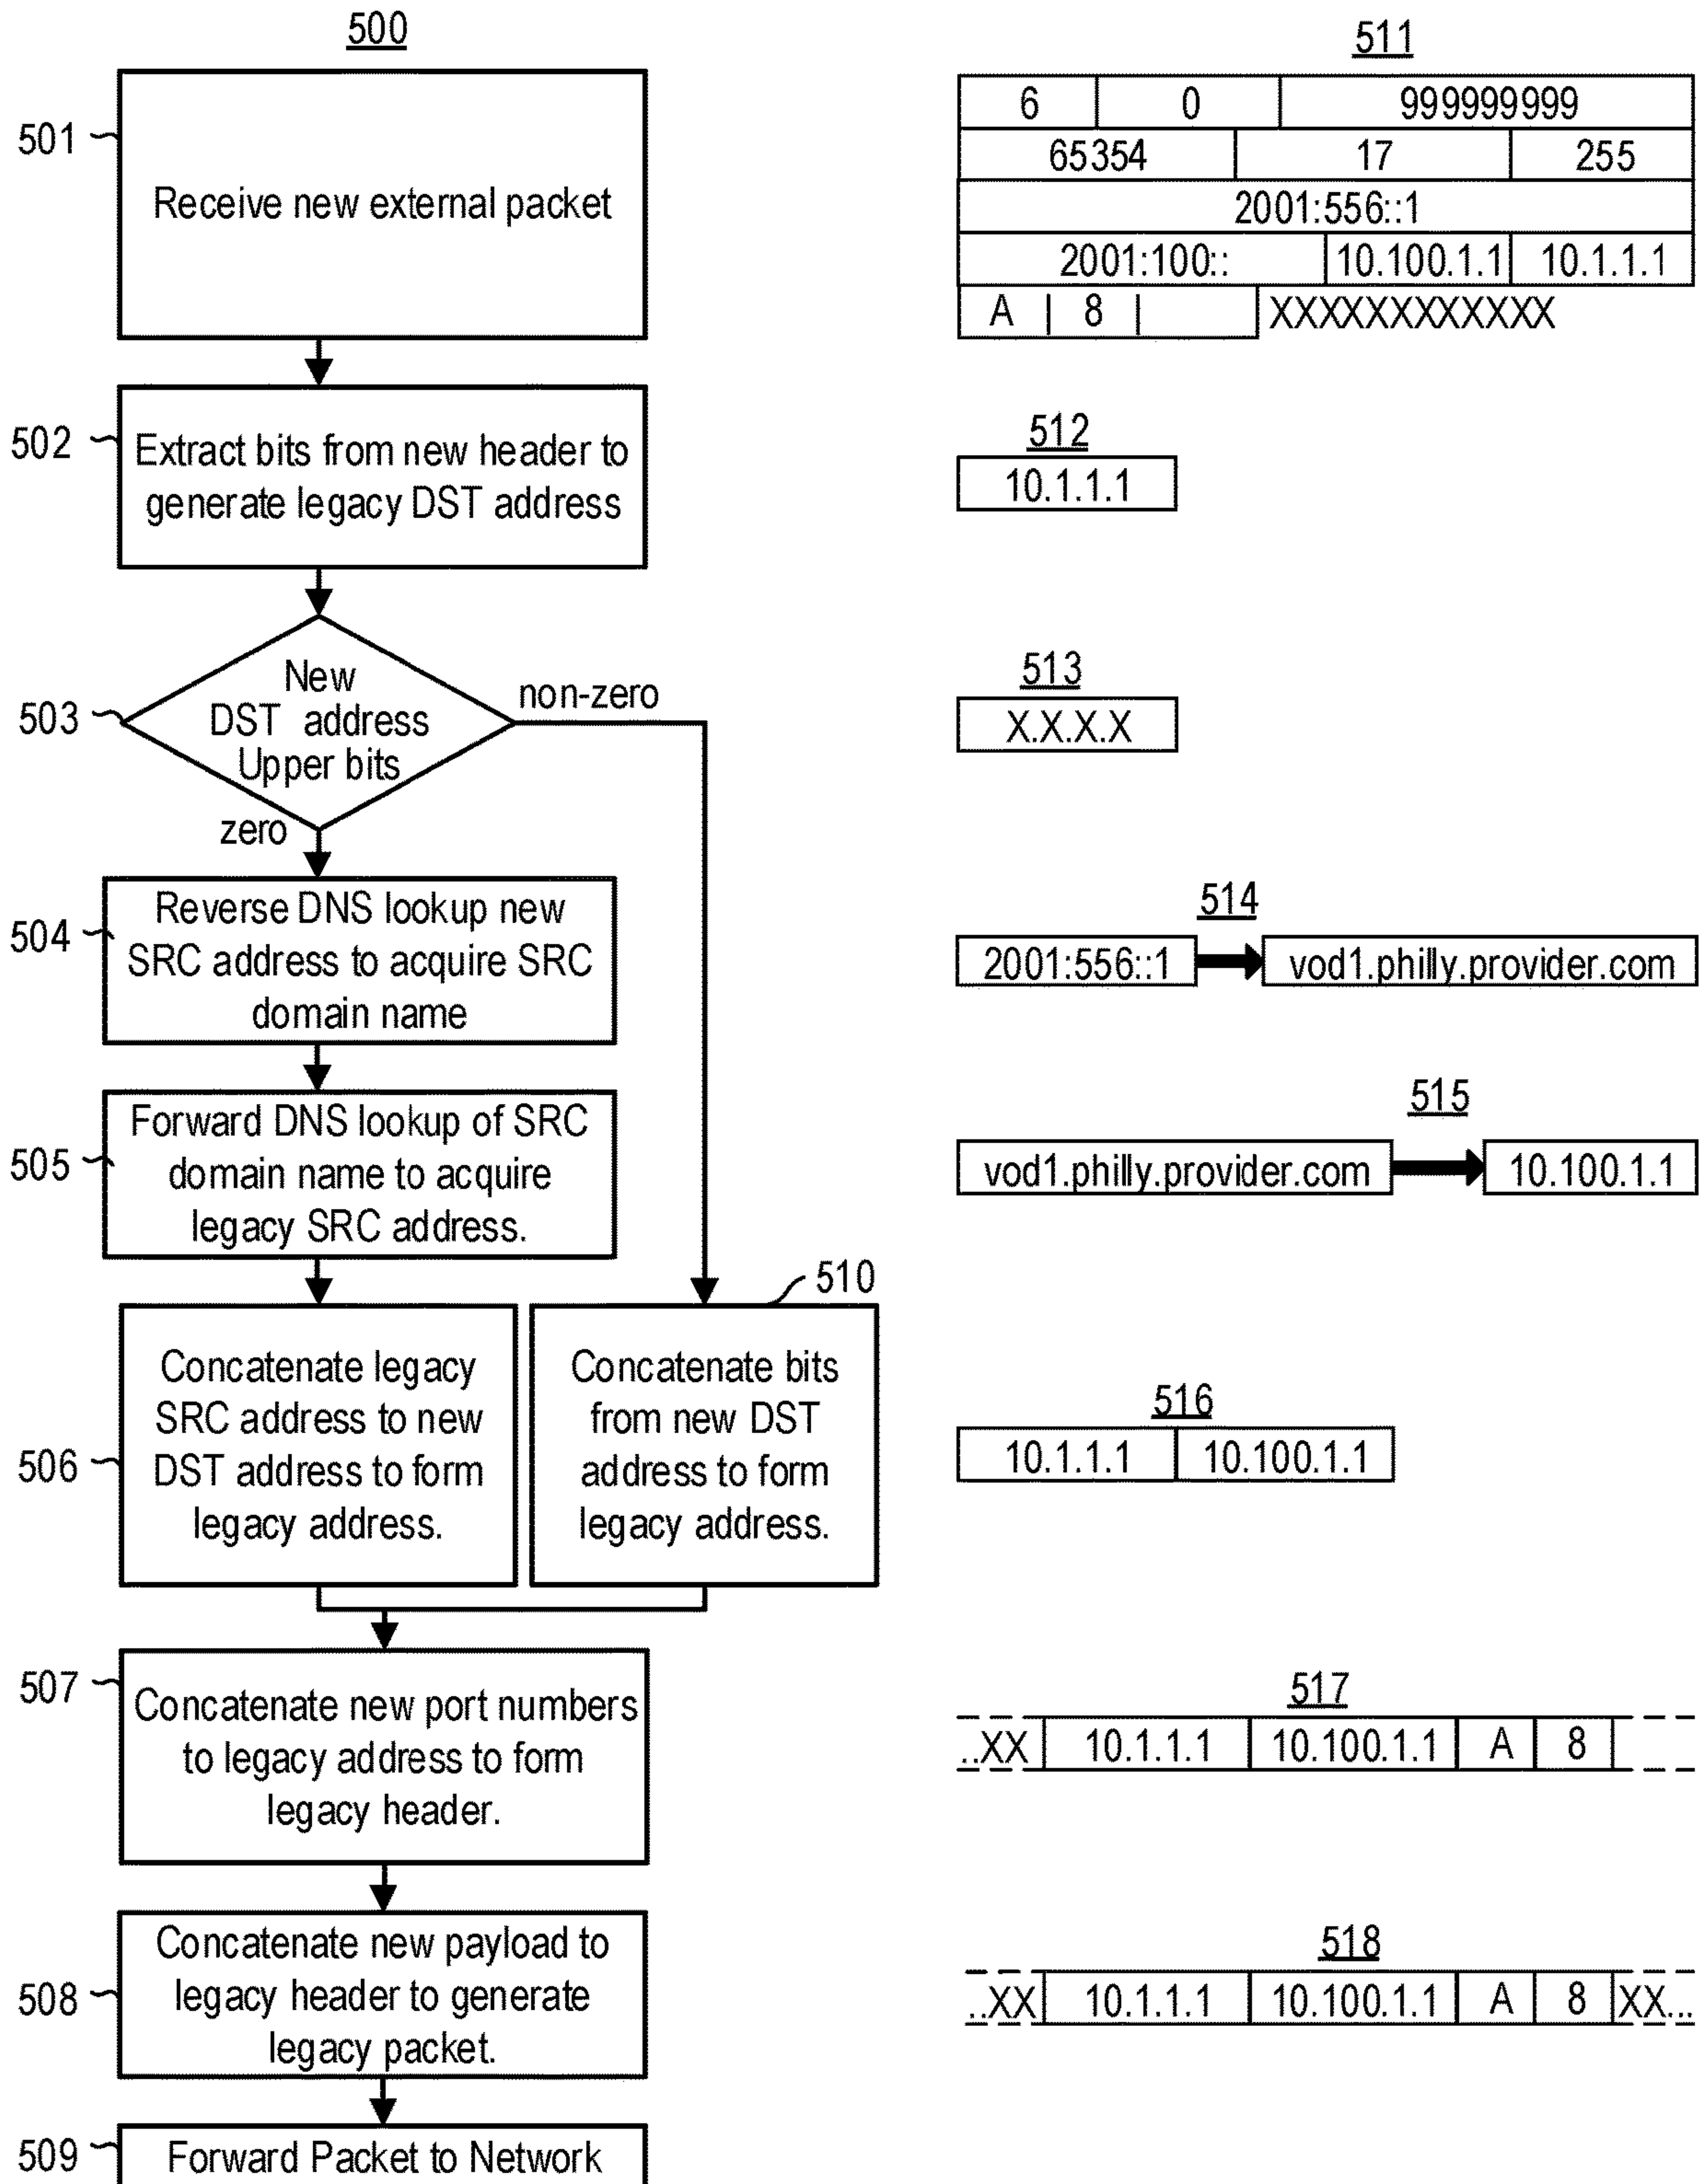 500
501
Receive new external packet
502
Extract bits from new header to
generate legacy DST address
503
New
DST address
Upper bits
non-zero
zero
504
Reverse DNS lookup new
SRC address to acquire SRC
domain name
505
Forward DNS lookup of SRC
domain name to acquire
legacy SRC address.
506
Concatenate legacy
SRC address to new
DST address to form
legacy address.
510
Concatenate bits
from new DST
address to form
legacy address.
507
Concatenate new port numbers
to legacy address to form
legacy header.
508
Concatenate new payload to
legacy header to generate
legacy packet.
509
Forward Packet to Network
511
6 0 999999999
65354 17 255
2001:556::1
2001:100:: 10.100.1.1 10.1.1.1
A 8 XXXXXXXXXXXX
512
10.1.1.1
513
X.X.X.X
514
2001:556::1 vod1.philly.provider.com
515
vod1.philly.provider.com 10.100.1.1
516
10.1.1.1 10.100.1.1
517
..XX 10.1.1.1 10.100.1.1 A 8
518
..XX 10.1.1.1 10.100.1.1 A 8 XX...